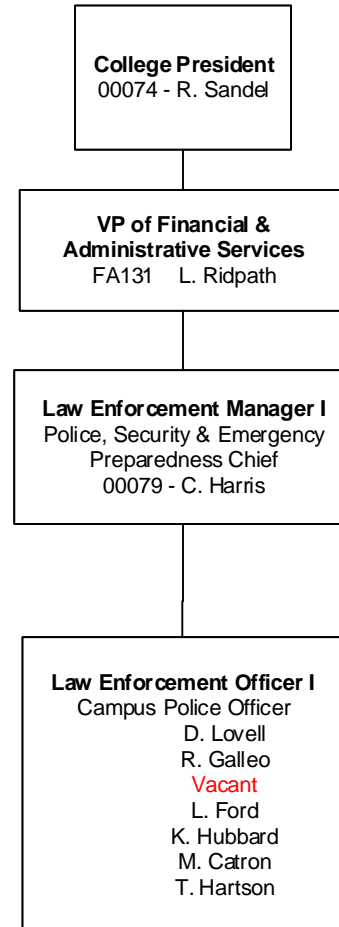 College President
00074 - R. Sandel
VP of Financial &
Administrative Services
FA131 L. Ridpath
Law Enforcement Manager I
Police, Security & Emergency
Preparedness Chief
00079 - C. Harris
Law Enforcement Officer I
Campus Police Officer
D. Lovell
R. Galleo
Vacant
L. Ford
K. Hubbard
M. Catron
T. Hartson